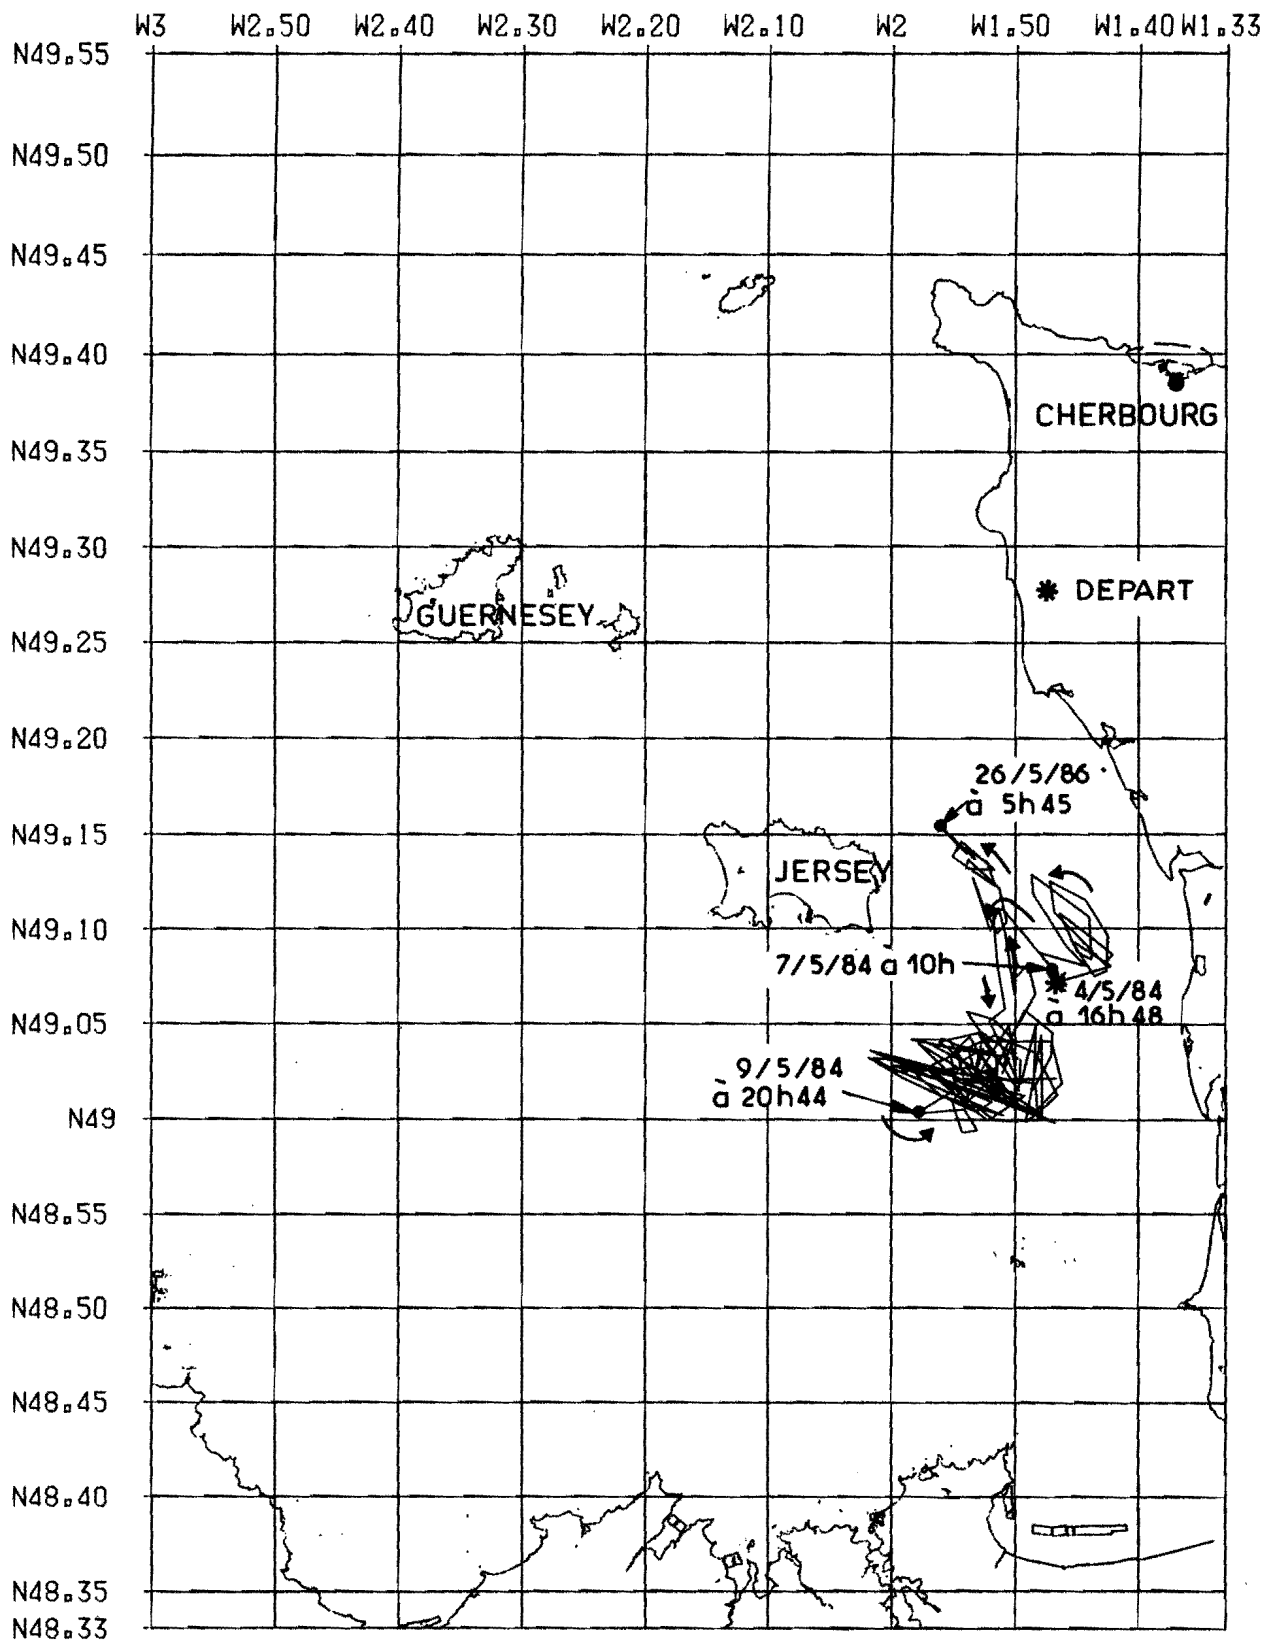 W3 W2.50 W2.40 W2.30 W2.20 W2.10 W2 W1.50 W1.40 W1.33
N49.55
N49.50
N49.45
N49.40
CHERBOURG
N49.35
N49.30
* DEPART
GUERNESEY
N49.25
N49.20
26/5/86
à 5h45
N49.15
JERSEY
N49.10
7/5/84 à 10h
4/5/84
à 16h48
N49.05
9/5/84
à 20h44
N49
N48.55
N48.50
N48.45
N48.40
N48.35
N48.33